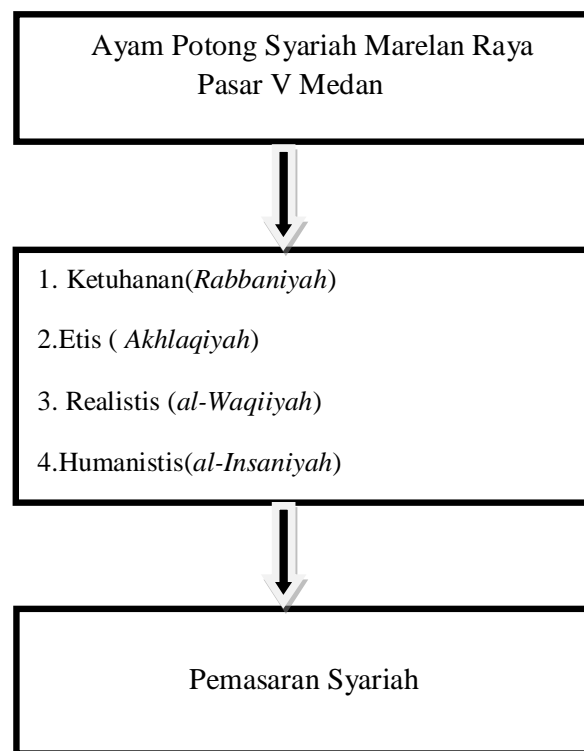 Ayam Potong Syariah Marelan Raya
Pasar V Medan
1. Ketuhanan(Rabbaniyah)
2.Etis ( Akhlaqiyah)
3. Realistis (al-Waqiiyah)
4.Humanistis(al-Insaniyah)
Pemasaran Syariah